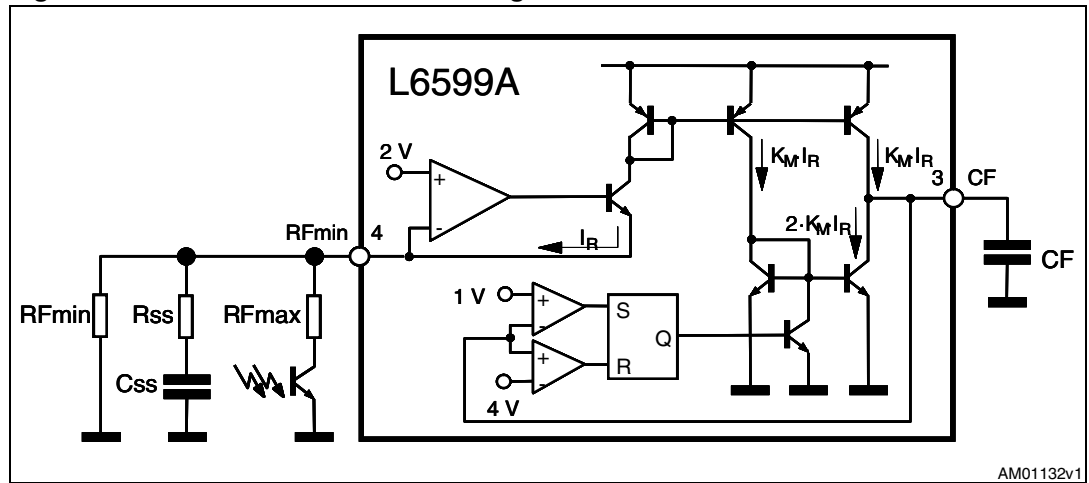 L6599A
2 V
+
-
K_M·I_R
K_M·I_R
3
CF
2·K_M·I_R
RFmin
4
I_R
CF
RFmin
Rss
RFmax
Css
1 V
+
-
+
-
4 V
S
Q
R
AM01132v1